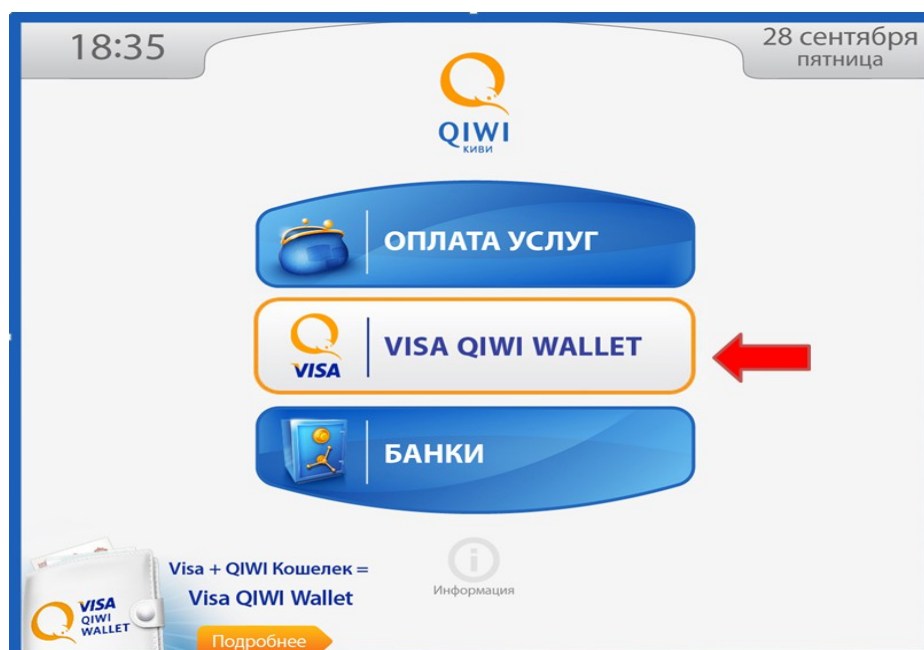 18:35
28 сентября
пятница
QIWI
КИВИ
ОПЛАТА УСЛУГ
VISA
VISA QIWI WALLET
БАНКИ
Информация
Visa + QIWI Кошелек =
Visa QIWI Wallet
VISA
QIWI
WALLET
Подробнее